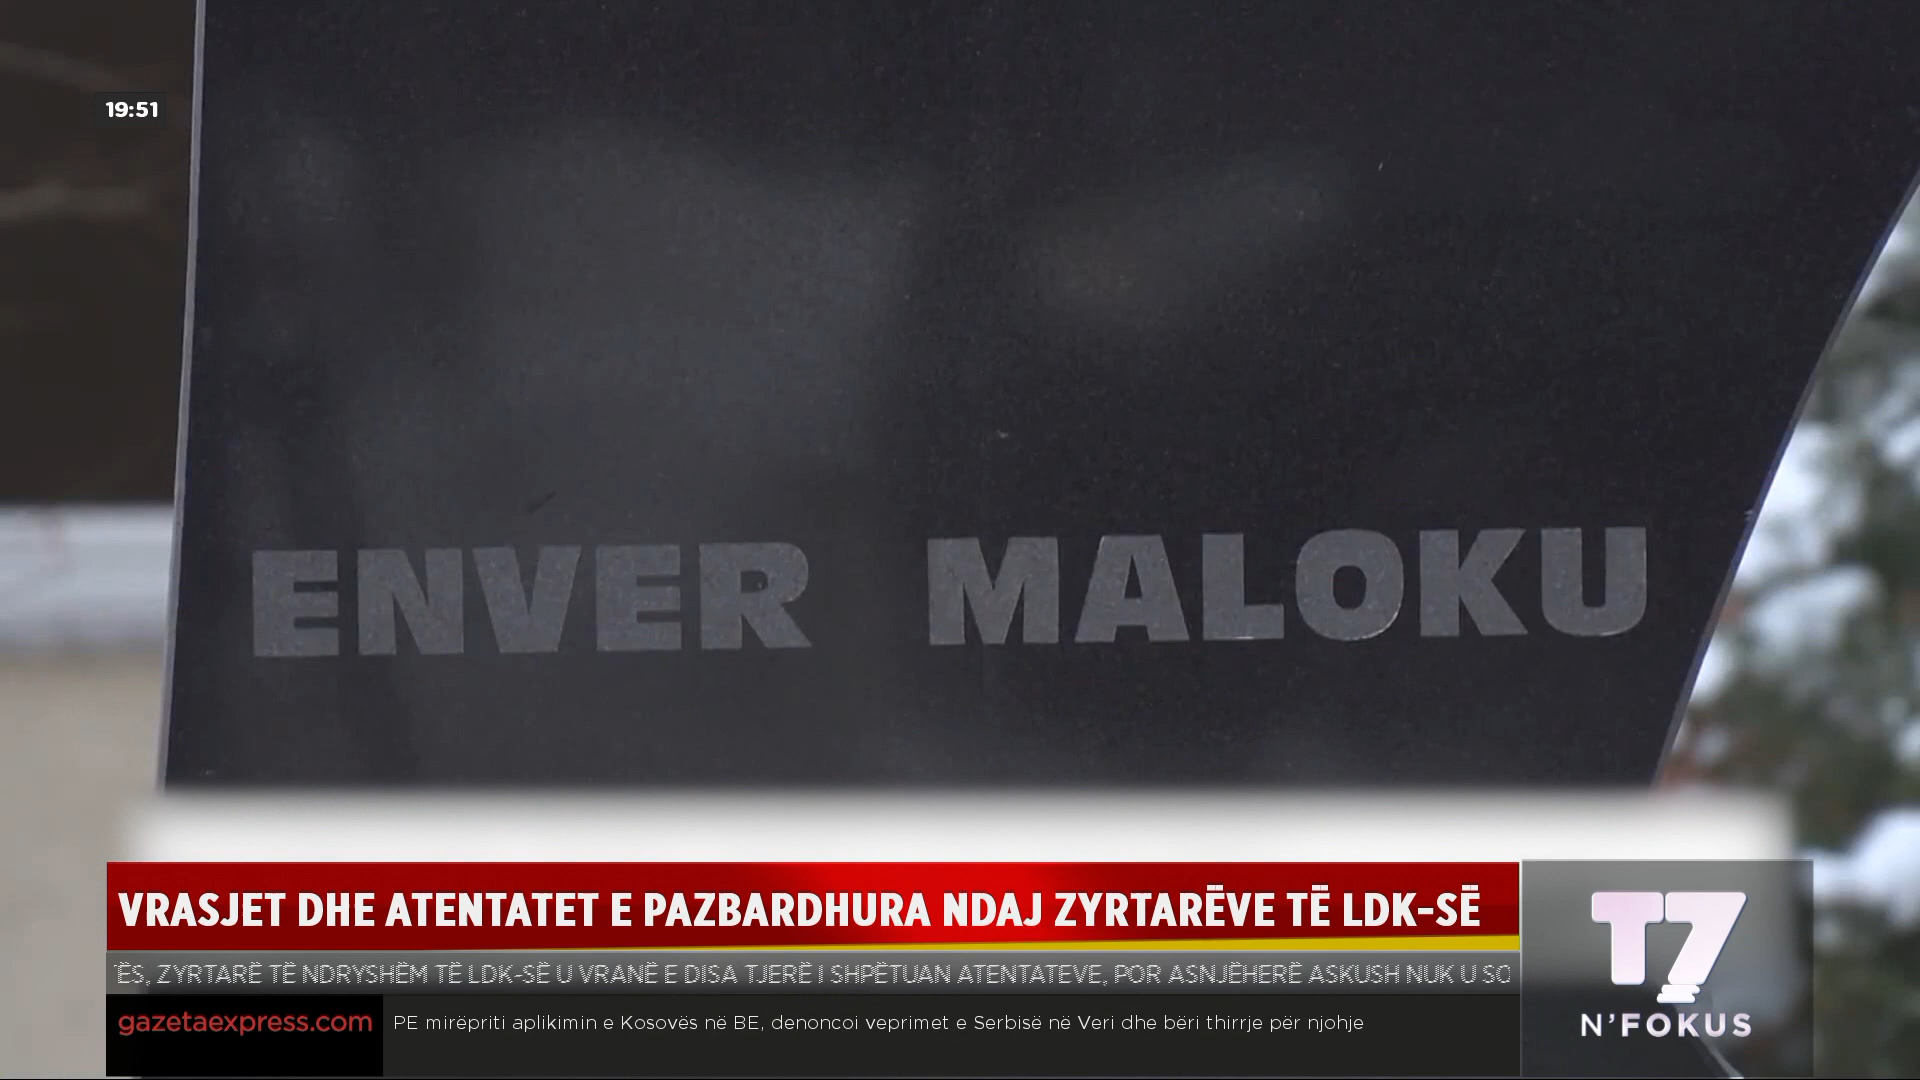 19:51
ENVER MALOKU
VRASJET DHE ATENTATET E PAZBARDHURA NDAJ ZYRTARËVE TË LDK-SË
ËS, ZYRTARË TË NDRYSHËM TË LDK-SË U VRANË E DISA TJERË I SHPËTUAN ATENTATEVE, POR ASNJËHERË ASKUSH NUK U SO
gazetaexpress.com
PE mirëpriti aplikimin e Kosovës në BE, denoncoi veprimet e Serbisë në Veri dhe bëri thirrje për njohje
T7
N'FOKUS